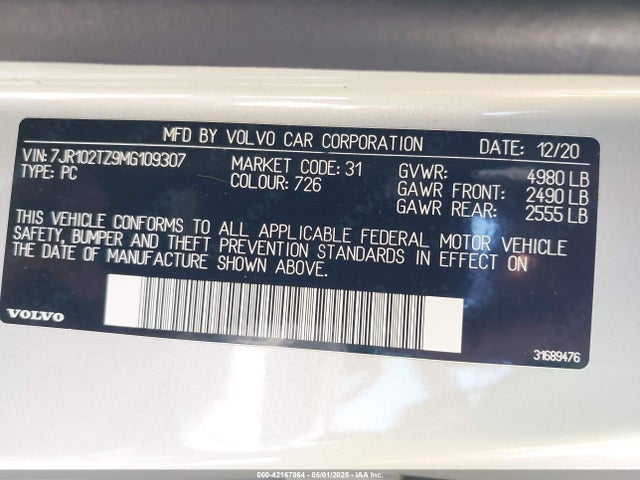 MFD BY VOLVO CAR CORPORATION DATE: 12/20
VIN: 7JR102TZ9MG109307 MARKET CODE: 31 GVWR: 4980 LB
TYPE: PC COLOUR: 726 GAWR FRONT: 2490 LB
GAWR REAR: 2555 LB
THIS VEHICLE CONFORMS TO ALL APPLICABLE FEDERAL MOTOR VEHICLE
SAFETY, BUMPER AND THEFT PREVENTION STANDARDS IN EFFECT ON
THE DATE OF MANUFACTURE SHOWN ABOVE.
VOLVO 31689476
000-42167864 / 05/01/2025 / IAAI.COM, INC.